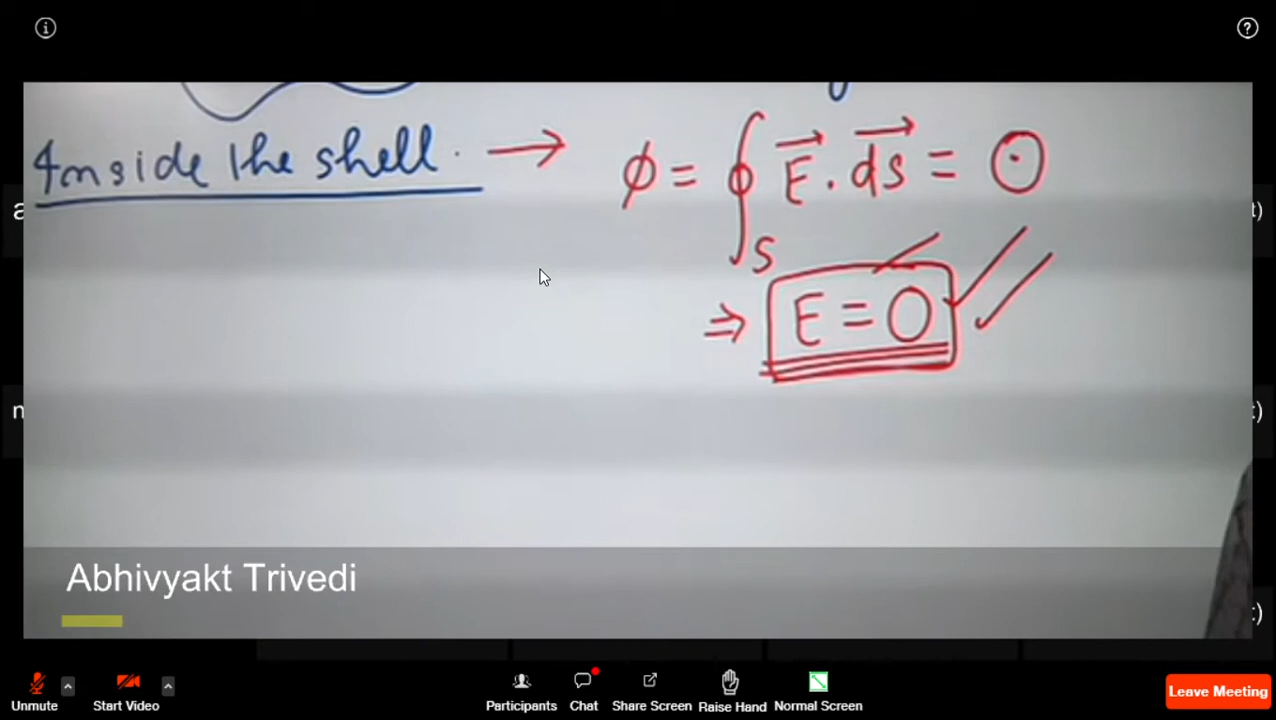 Inside the shell. → ϕ = ∮S E⃗ . ds⃗ = 0
⇒ E = 0
Abhivyakt Trivedi
Unmute
Start Video
Participants
Chat
Share Screen
Raise Hand
Normal Screen
Leave Meeting